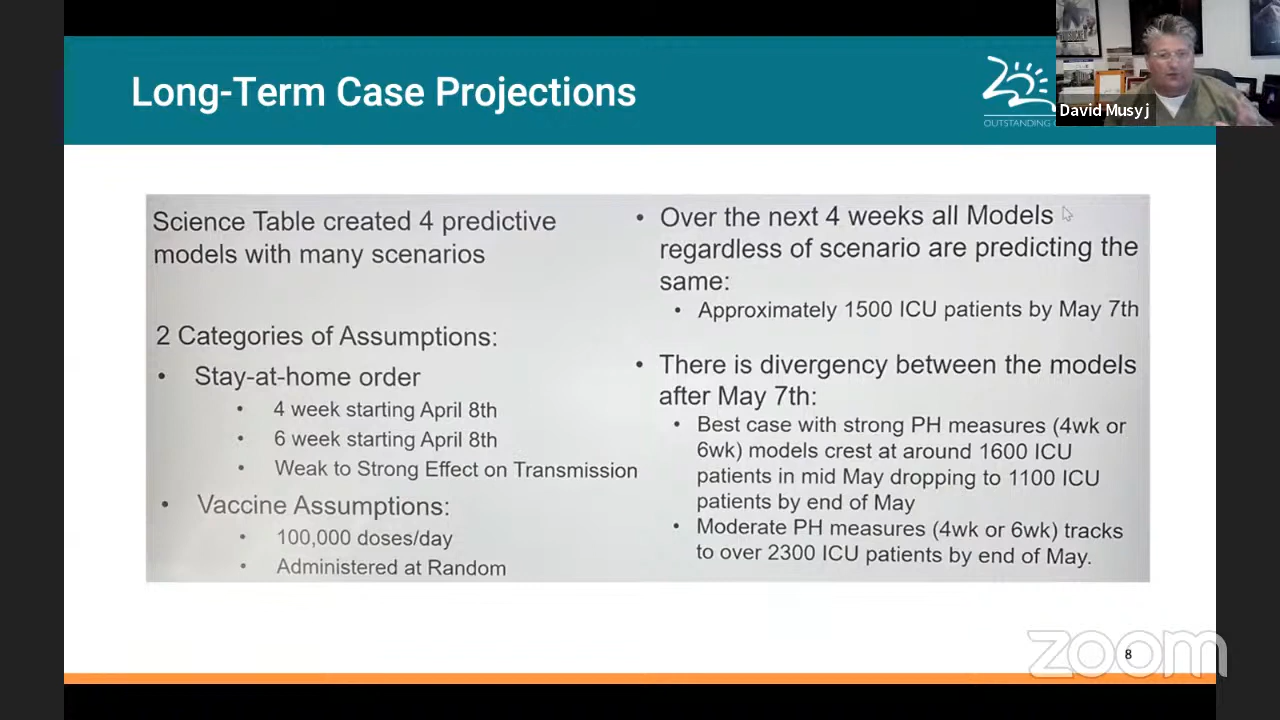 Long-Term Case Projections
OUTSTANDING
David Musyj
Science Table created 4 predictive
models with many scenarios
2 Categories of Assumptions:
• Stay-at-home order
• 4 week starting April 8th
• 6 week starting April 8th
• Weak to Strong Effect on Transmission
• Vaccine Assumptions:
• 100,000 doses/day
• Administered at Random
• Over the next 4 weeks all Models
regardless of scenario are predicting the
same:
• Approximately 1500 ICU patients by May 7th
• There is divergency between the models
after May 7th:
• Best case with strong PH measures (4wk or
6wk) models crest at around 1600 ICU
patients in mid May dropping to 1100 ICU
patients by end of May
• Moderate PH measures (4wk or 6wk) tracks
to over 2300 ICU patients by end of May.
zoom
8